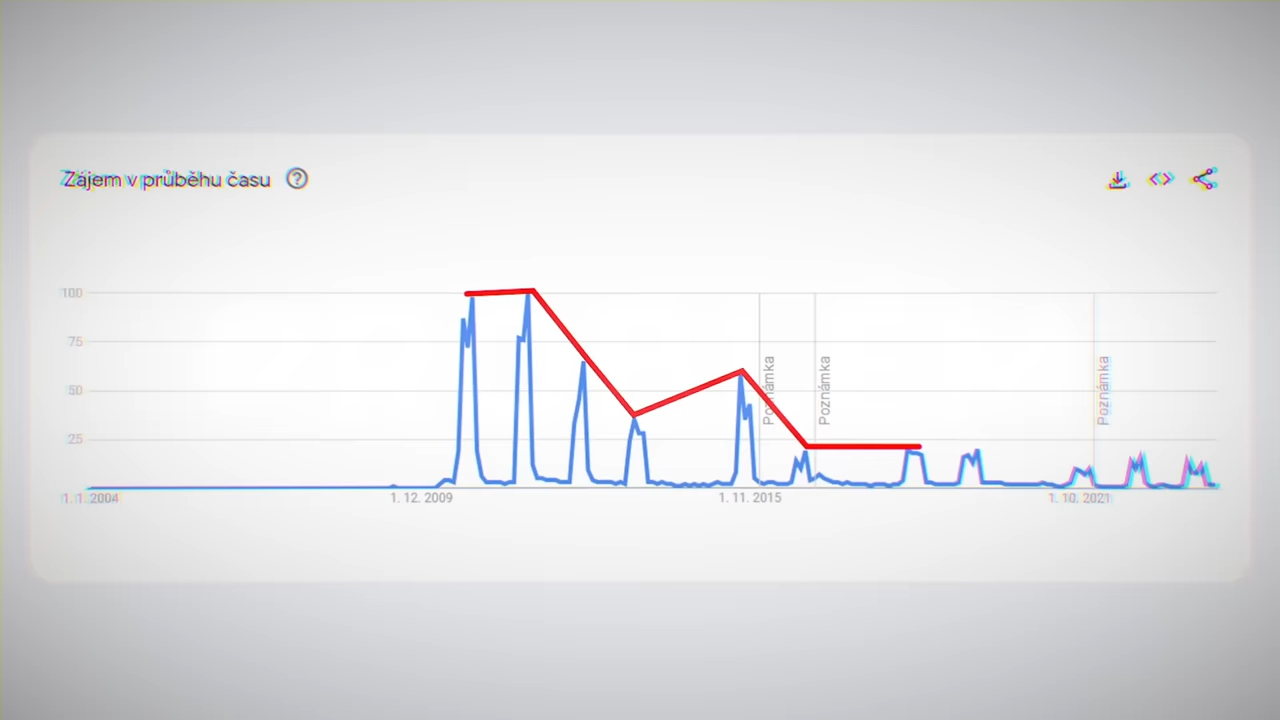 Zájem v průběhu času ?
100
75
50
25
Poznámka
Poznámka
Poznámka
1. 1. 2004
1. 12. 2009
1. 11. 2015
1. 10. 2021